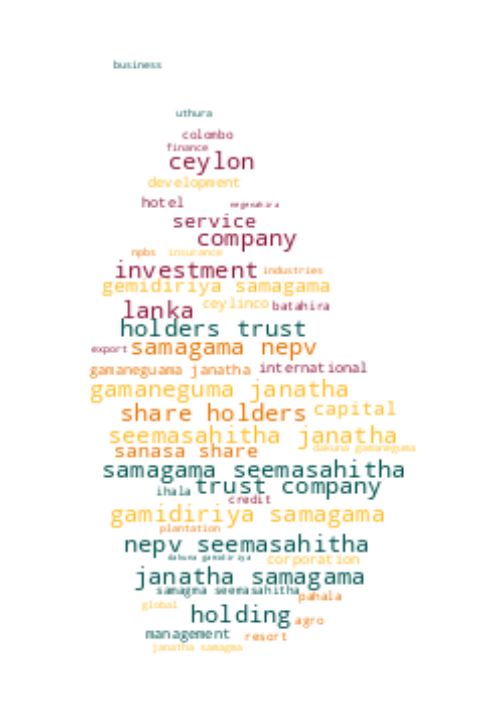 business
uthura
colombo
finance
ceylon
development
hotel negenahira
service
company
npbs insurance
investment industries
gemidiriya samagama
lanka ceylinco batahira
holders trust
export samagama nepv
gamaneguama janatha international
gamaneguma janatha
share holders capital
seemasahitha janatha
sanasa share dakuna gamaneguma
samagama seemasahitha
ihala trust company
credit
gamidiriya samagama
plantation
nepv seemasahitha
dakuna gamidiriya corporation
janatha samagama
samagma seemasahitha pahala
global
holding agro
management resort
janatha samagma